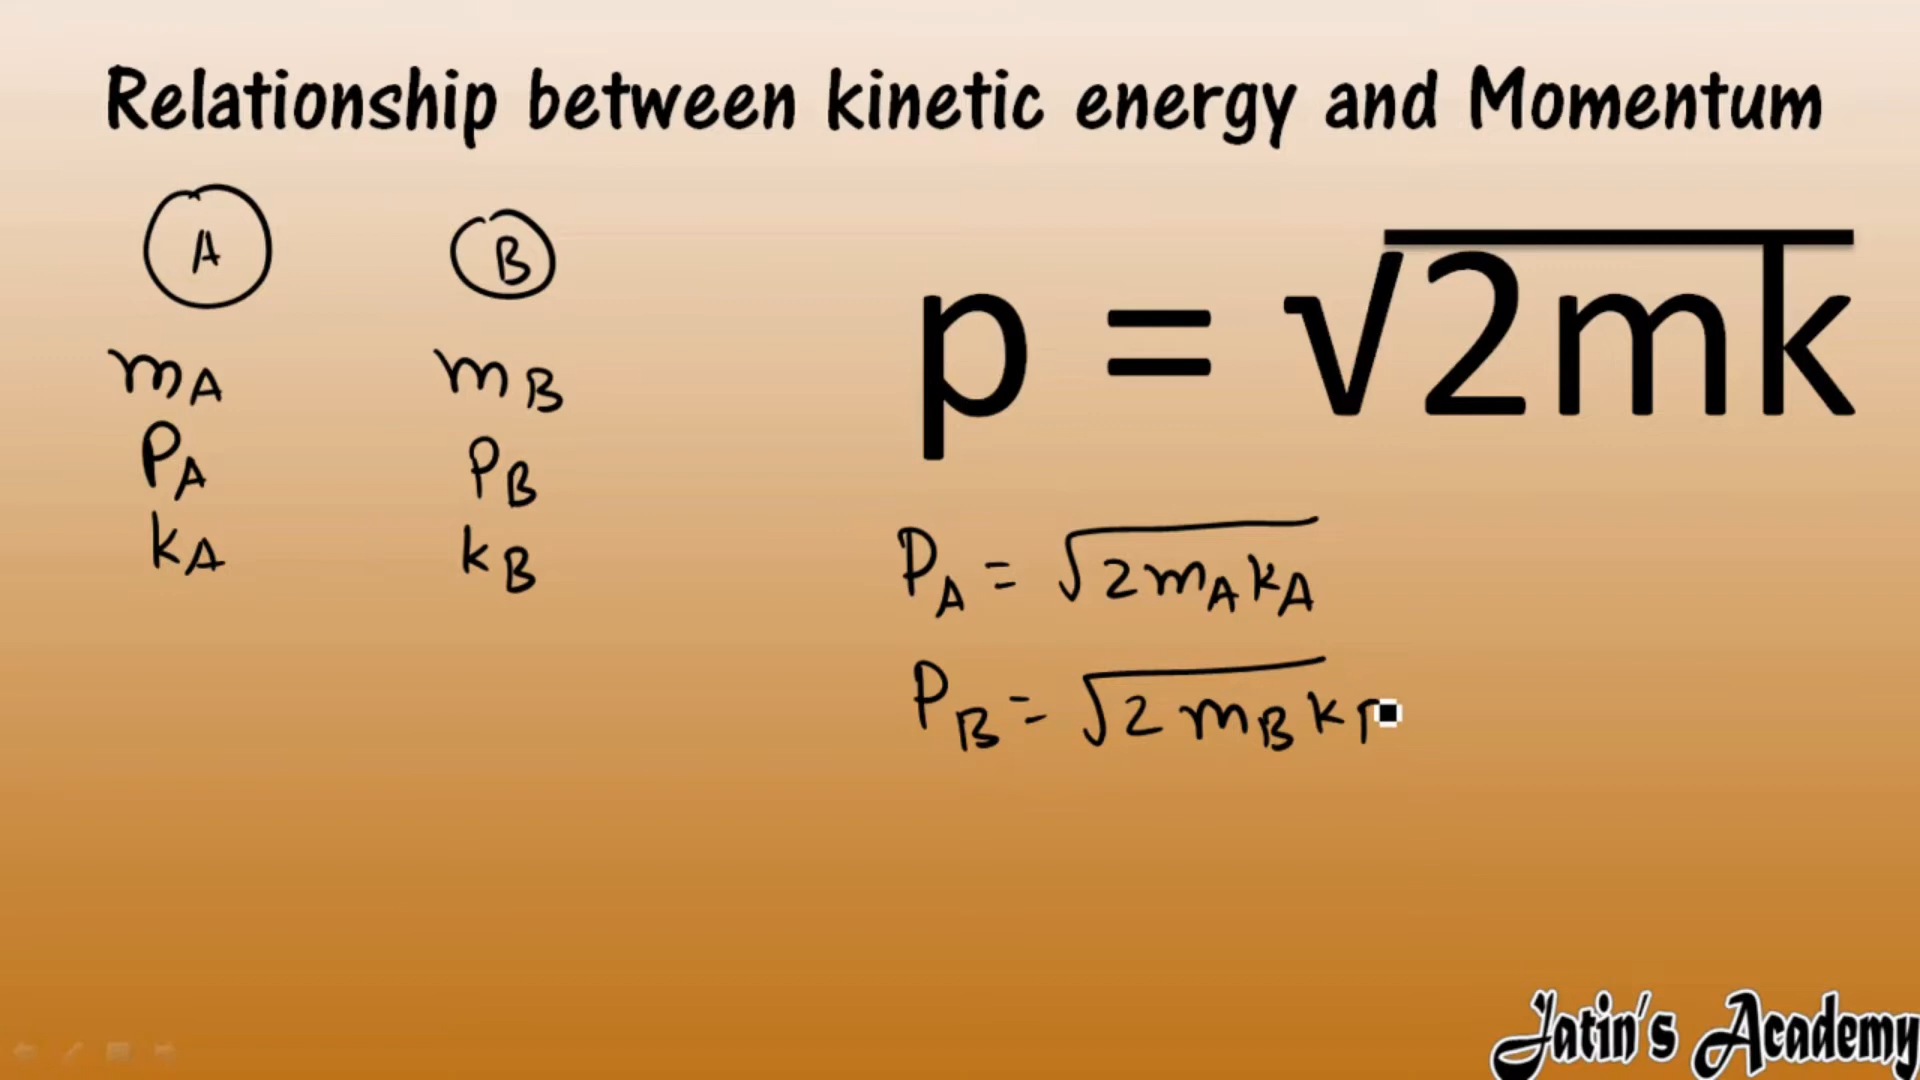 Relationship between kinetic energy and Momentum
A B
mA mB
PA PB
kA kB
p = √2mk
PA = √2mAkA
PB = √2mBk
Jatin's Academy